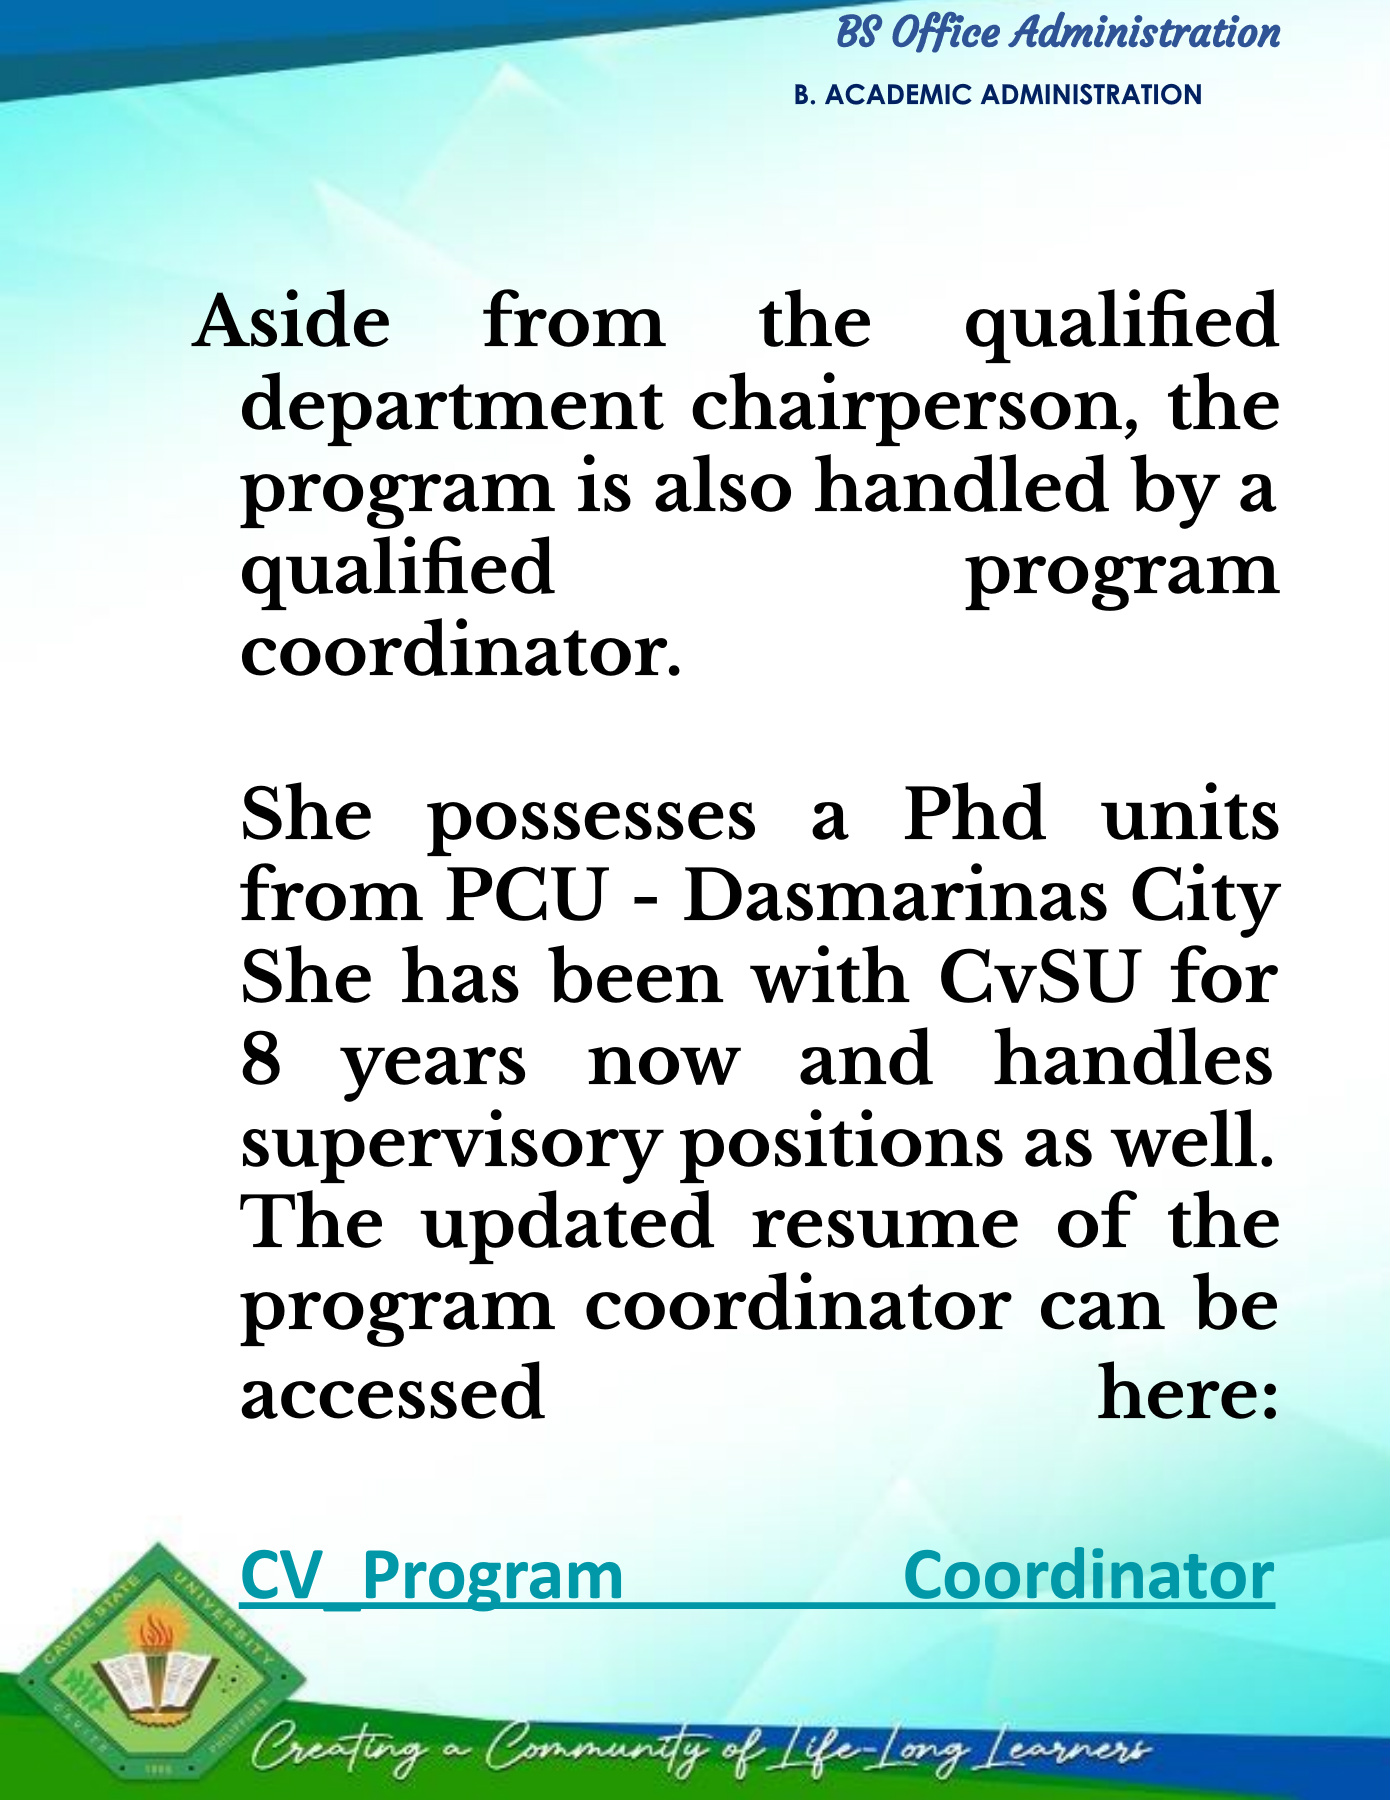 BS Office Administration
B. ACADEMIC ADMINISTRATION
Aside from the qualified
department chairperson, the
program is also handled by a
qualified program
coordinator.
She possesses a Phd units
from PCU - Dasmarinas City
She has been with CvSU for
8 years now and handles
supervisory positions as well.
The updated resume of the
program coordinator can be
accessed here:
CV_Program Coordinator
CAVITE STATE UNIVERSITY
CAVITE
PHILIPPINES
1906
Creating a Community of Life-Long Learners